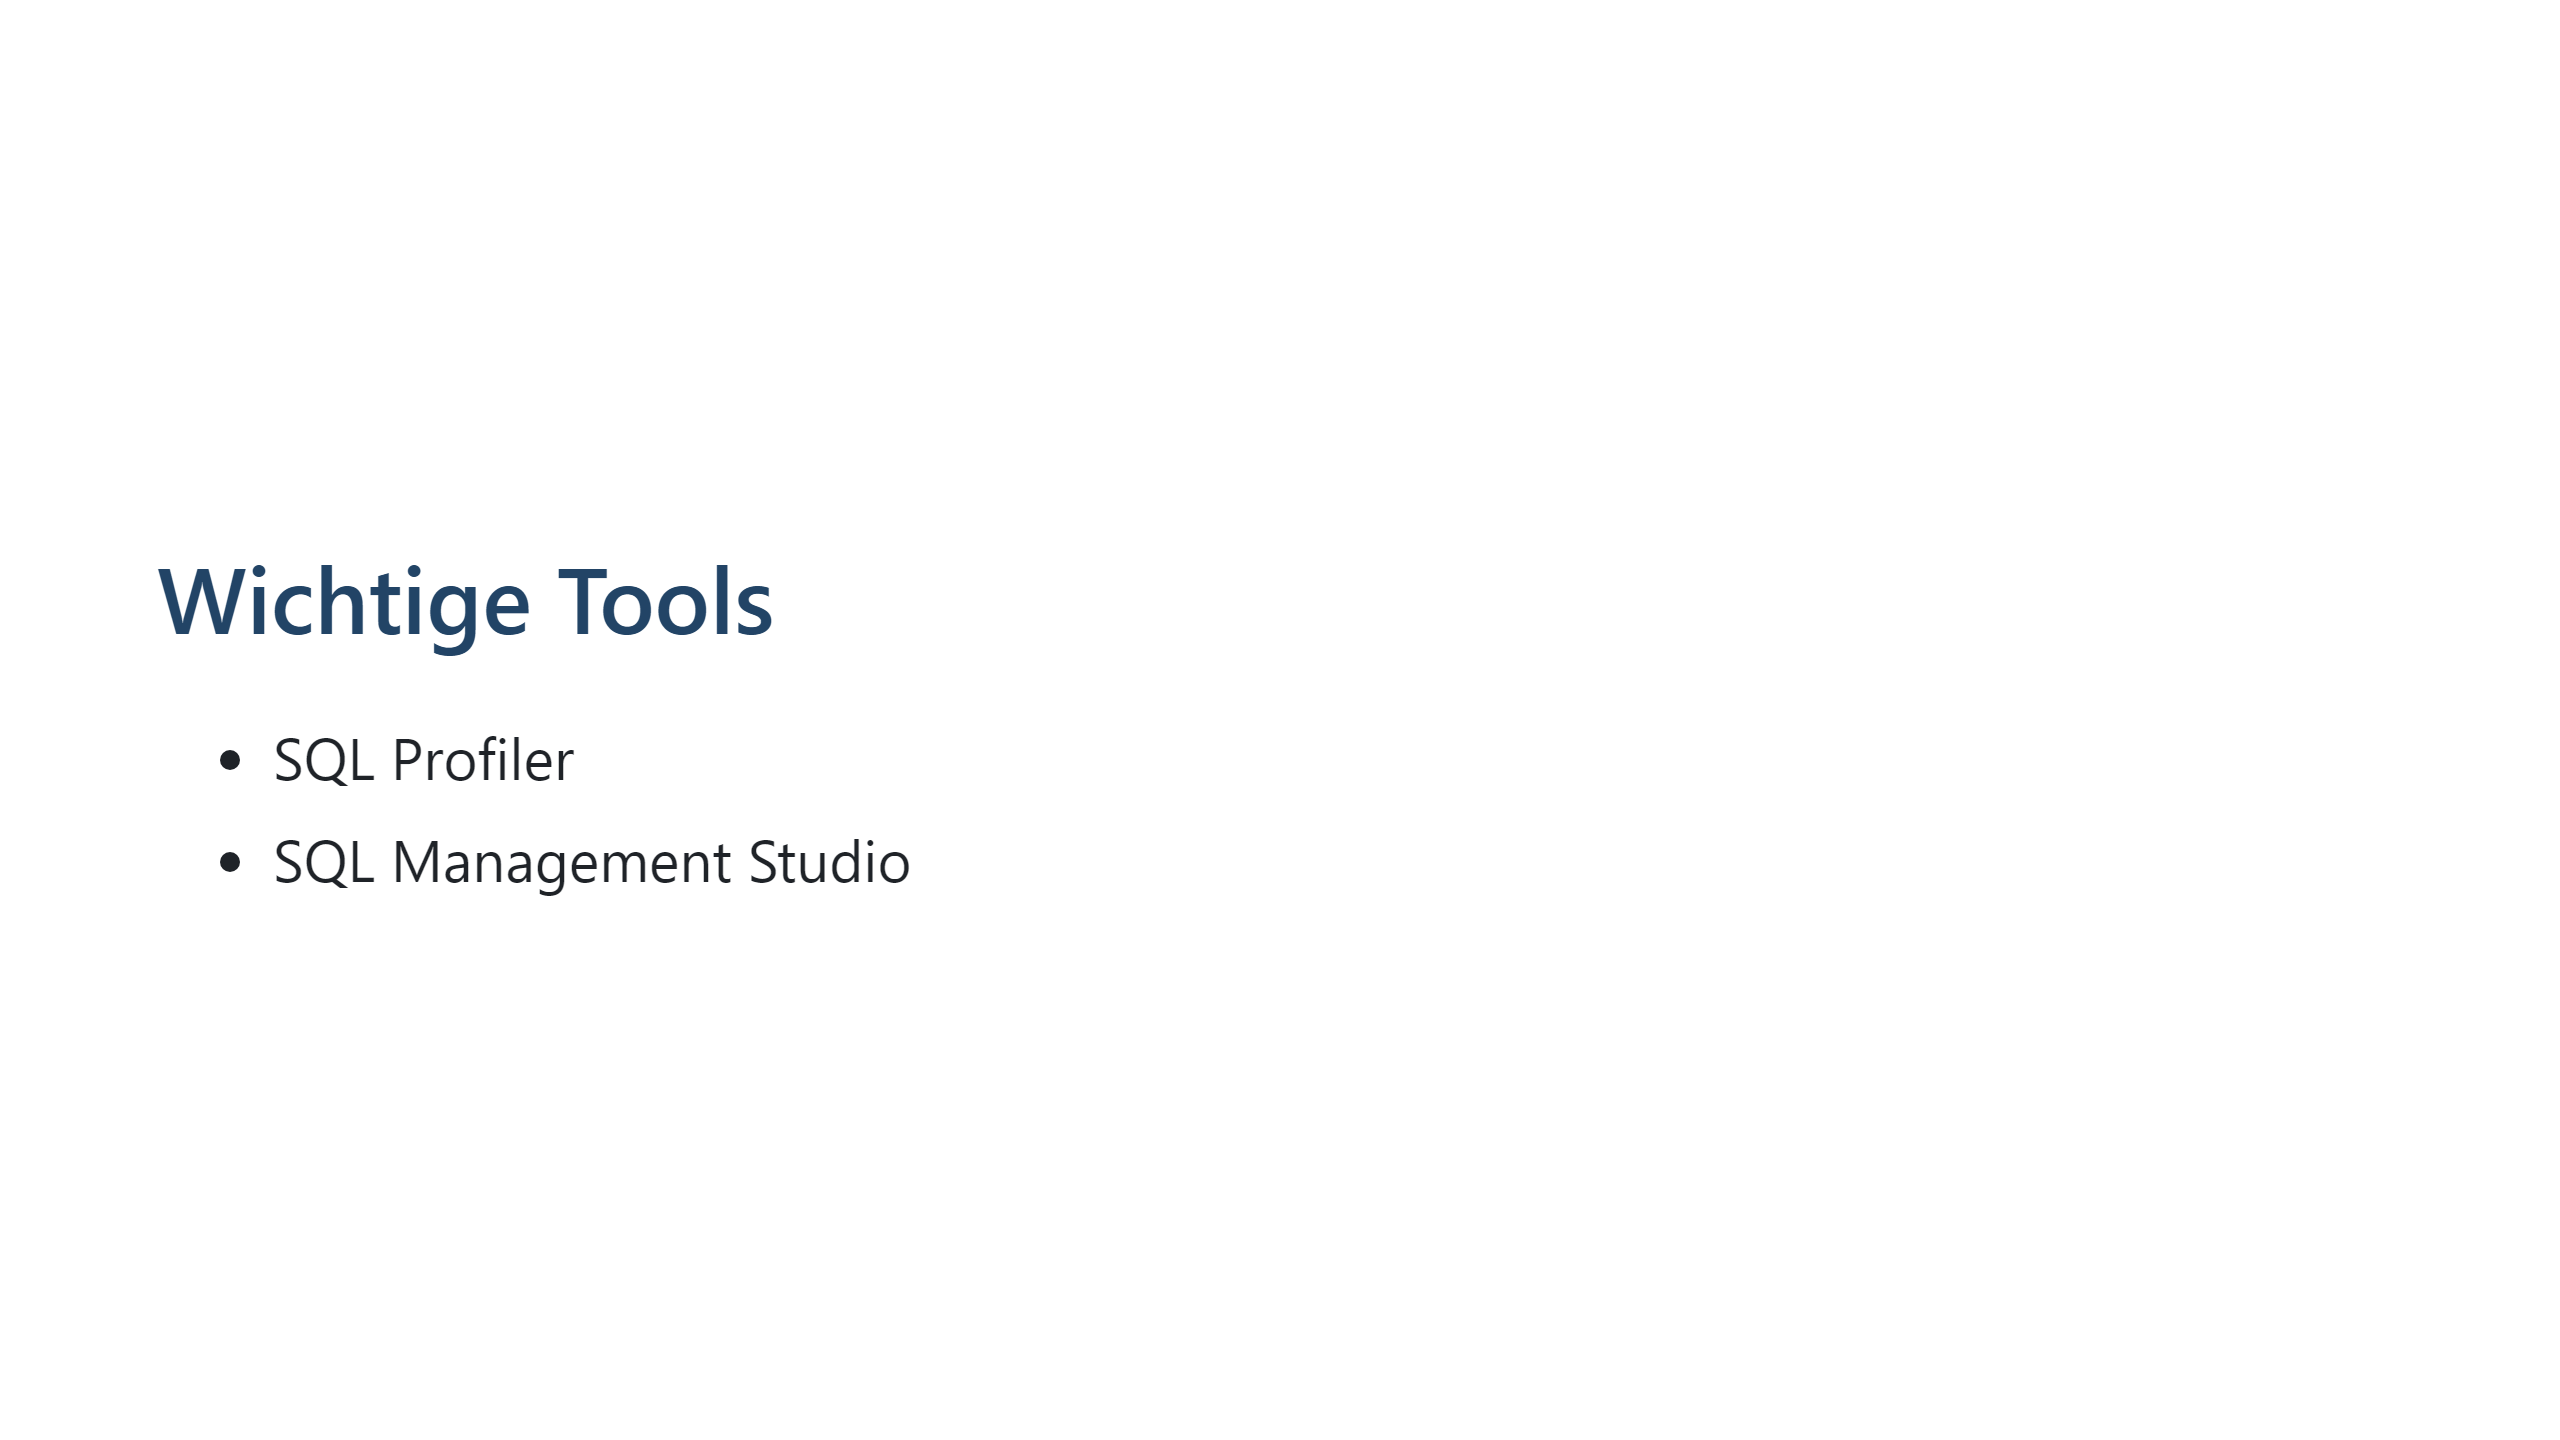 Wichtige Tools
• SQL Profiler
• SQL Management Studio